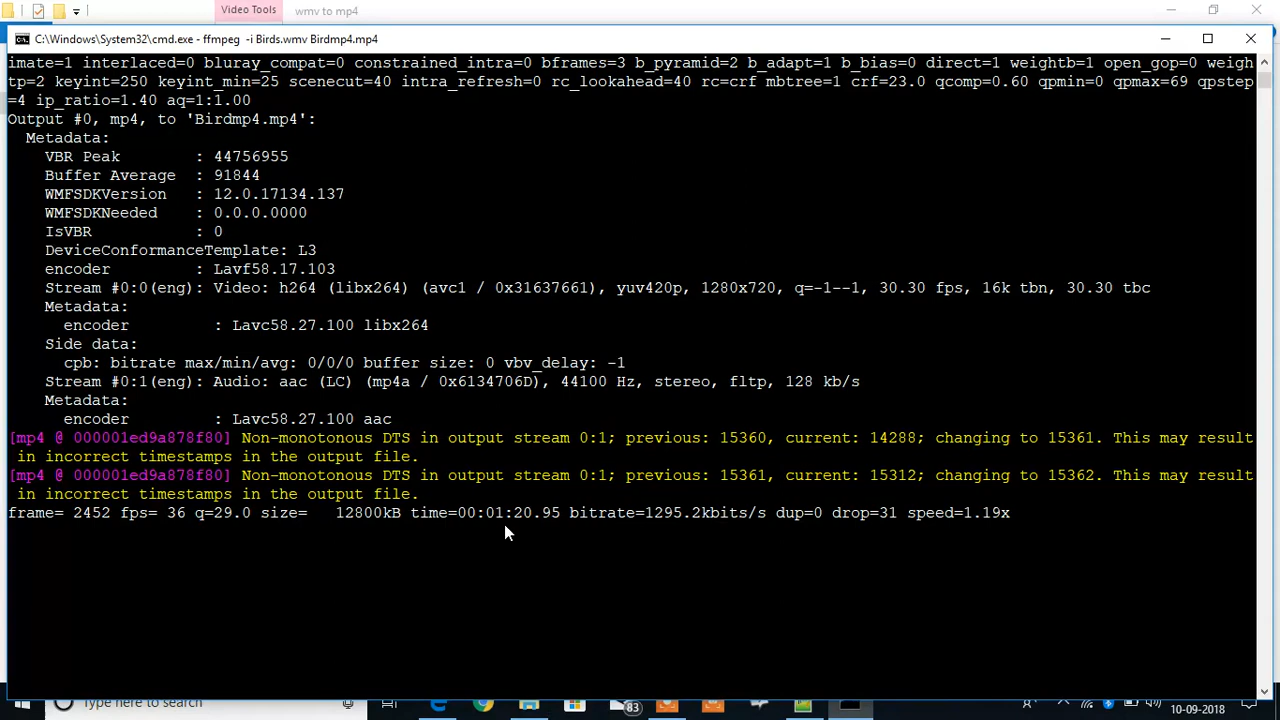 Video Tools
wmv to mp4
C:\Windows\System32\cmd.exe - ffmpeg -i Birds.wmv Birdmp4.mp4
imate=1 interlaced=0 bluray_compat=0 constrained_intra=0 bframes=3 b_pyramid=2 b_adapt=1 b_bias=0 direct=1 weightb=1 open_gop=0 weigh
tp=2 keyint=250 keyint_min=25 scenecut=40 intra_refresh=0 rc_lookahead=40 rc=crf mbtree=1 crf=23.0 qcomp=0.60 qpmin=0 qpmax=69 qpstep
=4 ip_ratio=1.40 aq=1:1.00
Output #0, mp4, to 'Birdmp4.mp4':
Metadata:
VBR Peak : 44756955
Buffer Average : 91844
WMFSDKVersion : 12.0.17134.137
WMFSDKNeeded : 0.0.0.0000
IsVBR : 0
DeviceConformanceTemplate: L3
encoder : Lavf58.17.103
Stream #0:0(eng): Video: h264 (libx264) (avc1 / 0x31637661), yuv420p, 1280x720, q=-1--1, 30.30 fps, 16k tbn, 30.30 tbc
Metadata:
encoder : Lavc58.27.100 libx264
Side data:
cpb: bitrate max/min/avg: 0/0/0 buffer size: 0 vbv_delay: -1
Stream #0:1(eng): Audio: aac (LC) (mp4a / 0x6134706D), 44100 Hz, stereo, fltp, 128 kb/s
Metadata:
encoder : Lavc58.27.100 aac
[mp4 @ 000001ed9a878f80] Non-monotonous DTS in output stream 0:1; previous: 15360, current: 14288; changing to 15361. This may result
in incorrect timestamps in the output file.
[mp4 @ 000001ed9a878f80] Non-monotonous DTS in output stream 0:1; previous: 15361, current: 15312; changing to 15362. This may result
in incorrect timestamps in the output file.
frame= 2452 fps= 36 q=29.0 size= 12800kB time=00:01:20.95 bitrate=1295.2kbits/s dup=0 drop=31 speed=1.19x
Type here to search
83
10-09-2018